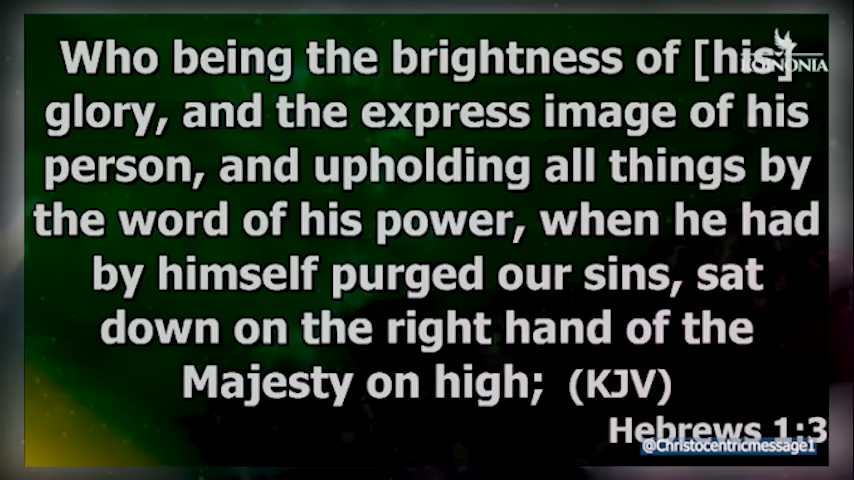 Who being the brightness of [his]
KOINONIA
glory, and the express image of his
person, and upholding all things by
the word of his power, when he had
by himself purged our sins, sat
down on the right hand of the
Majesty on high; (KJV)
Hebrews 1:3
@Christocentricmessage1